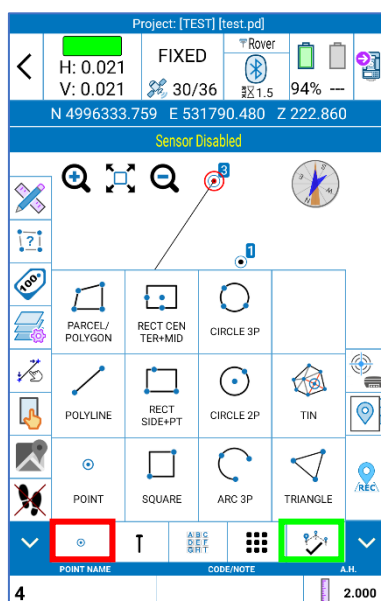 Project: [TEST] [test.pd]
H: 0.021
V: 0.021
FIXED
30/36
Rover
1.5
94% ---
N 4996333.759 E 531790.480 Z 222.860
Sensor Disabled
3
1
?
100.
PARCEL/
POLYGON
RECT CEN
TER+MID
CIRCLE 3P
POLYLINE
RECT
SIDE+PT
CIRCLE 2P
TIN
POINT
SQUARE
ARC 3P
TRIANGLE
REC
T
A B C
D E F
G R T
POINT NAME
CODE/NOTE
A.H.
4
2.000